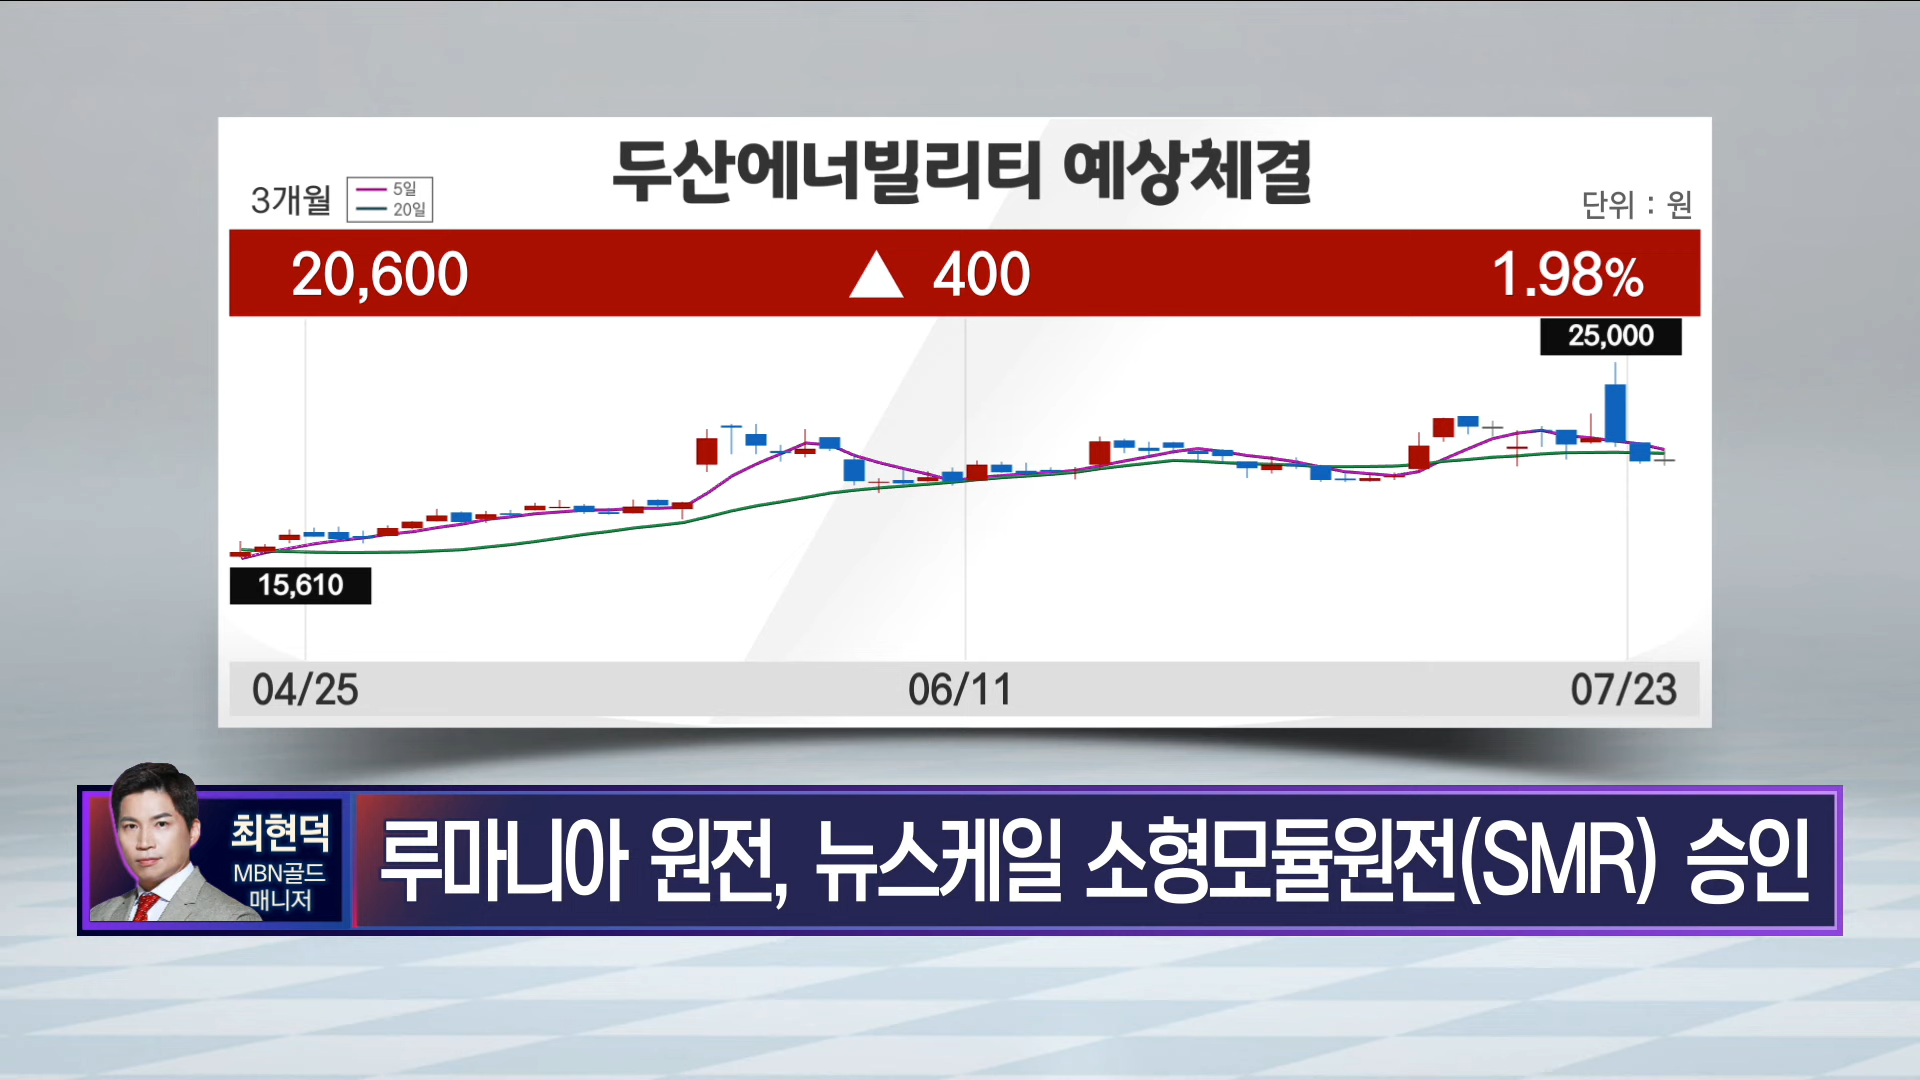 두산에너빌리티 예상체결
3개월
5일
20일
단위 : 원
20,600 ▲ 400 1.98%
25,000
15,610
04/25 06/11 07/23
최현덕
MBN골드
매니저
루마니아 원전, 뉴스케일 소형모듈원전(SMR) 승인